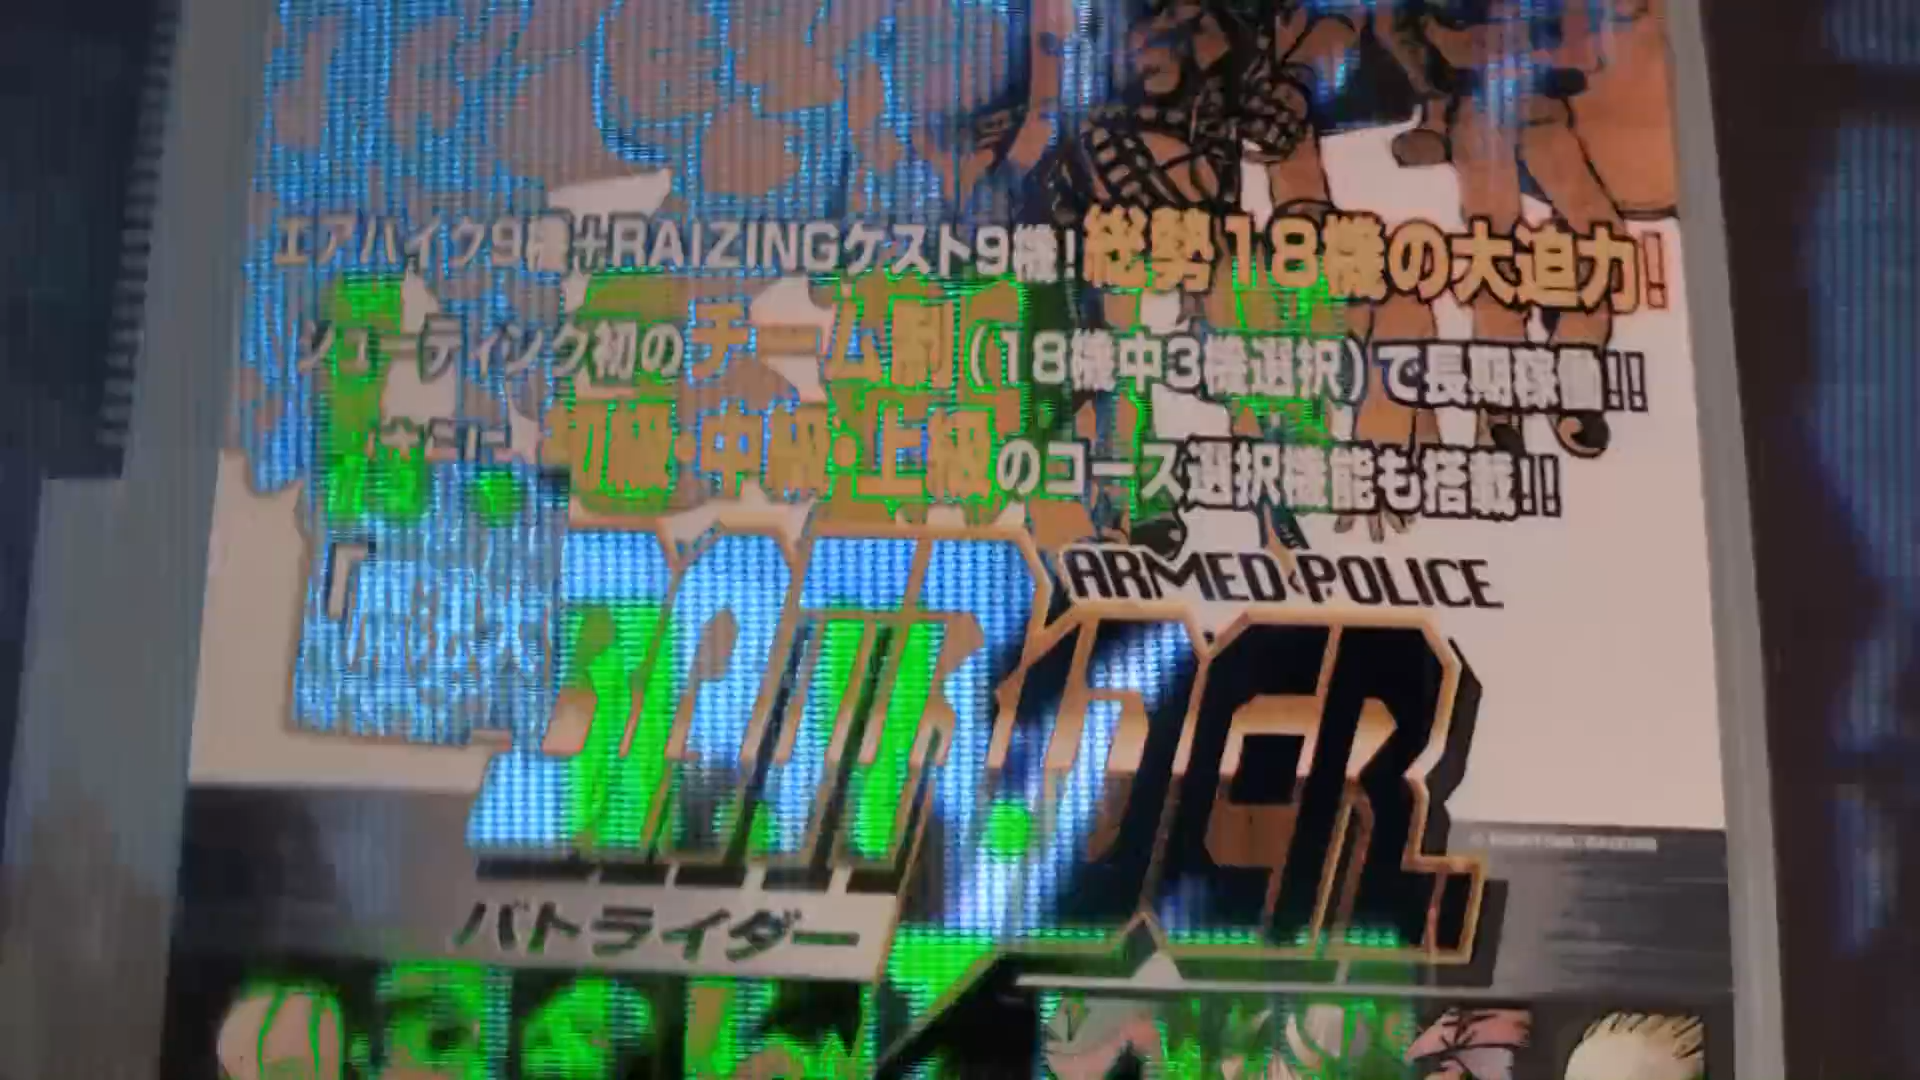 エアバイク9機+RAIZINGゲスト9機!総勢18機の大迫力!
シューティング初のチーム制(18機中3機選択)で長期稼働!!
初級・中級・上級のコース選択機能も搭載!!
ARMED POLICE
BATRIDER
バトライダー